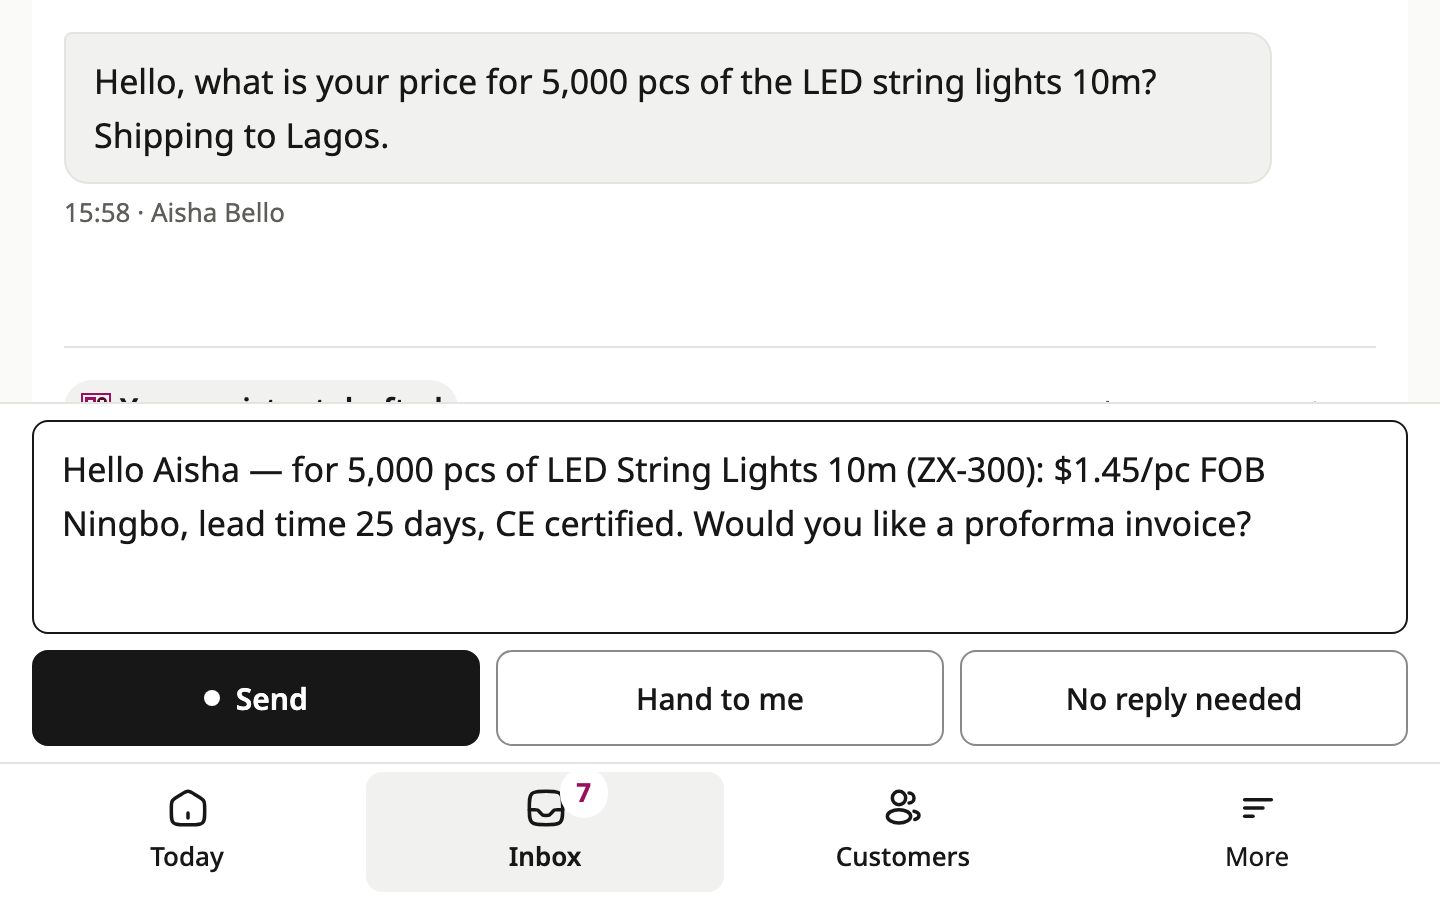 Hello, what is your price for 5,000 pcs of the LED string lights 10m?
Shipping to Lagos.
15:58 · Aisha Bello
Hello Aisha — for 5,000 pcs of LED String Lights 10m (ZX-300): $1.45/pc FOB
Ningbo, lead time 25 days, CE certified. Would you like a proforma invoice?
Send
Hand to me
No reply needed
7
Today
Inbox
Customers
More